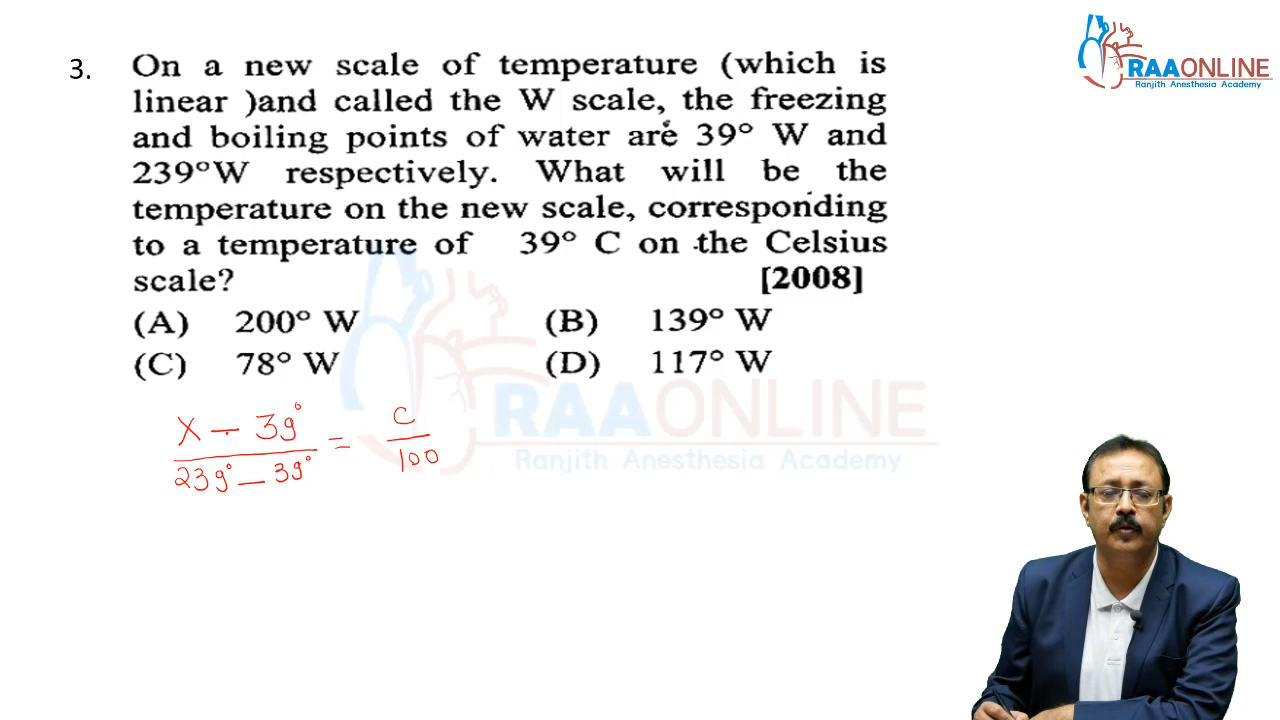 RAAONLINE
Ranjith Anesthesia Academy
3. On a new scale of temperature (which is
linear )and called the W scale, the freezing
and boiling points of water are 39° W and
239°W respectively. What will be the
temperature on the new scale, corresponding
to a temperature of 39° C on the Celsius
scale? [2008]
(A) 200° W (B) 139° W
(C) 78° W (D) 117° W
RAAONLINE
Ranjith Anesthesia Academy
X – 39° = C
239° – 39° 100